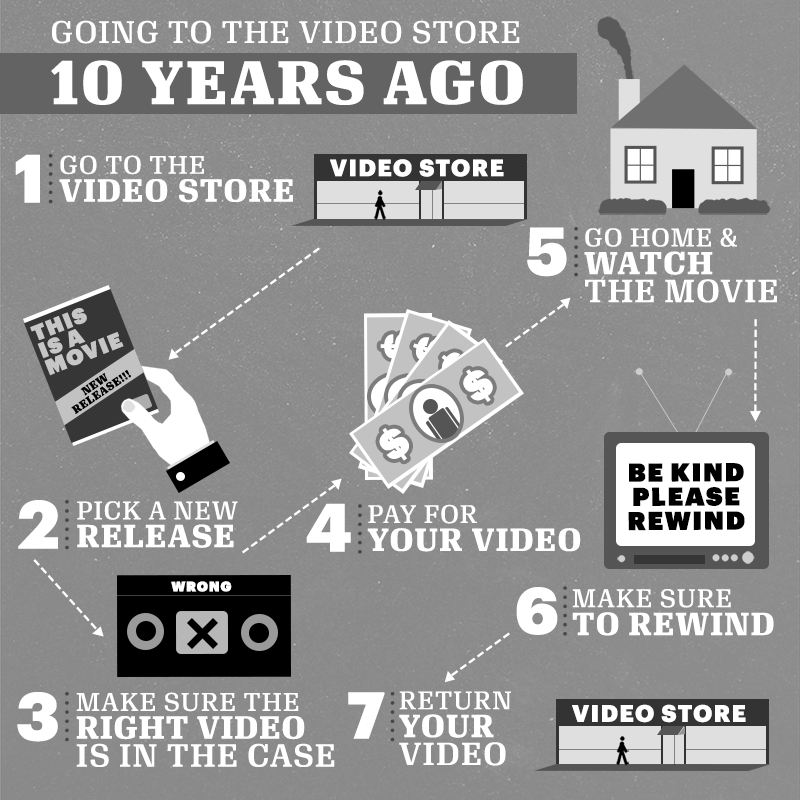 GOING TO THE VIDEO STORE
10 YEARS AGO
1 GO TO THE
VIDEO STORE
VIDEO STORE
THIS
IS A
MOVIE
NEW
RELEASE!!!
2 PICK A NEW
RELEASE
WRONG
3 MAKE SURE THE
RIGHT VIDEO
IS IN THE CASE
$ $ $ $ $
4 PAY FOR
YOUR VIDEO
5 GO HOME &
WATCH
THE MOVIE
BE KIND
PLEASE
REWIND
6 MAKE SURE
TO REWIND
7 RETURN
YOUR
VIDEO
VIDEO STORE